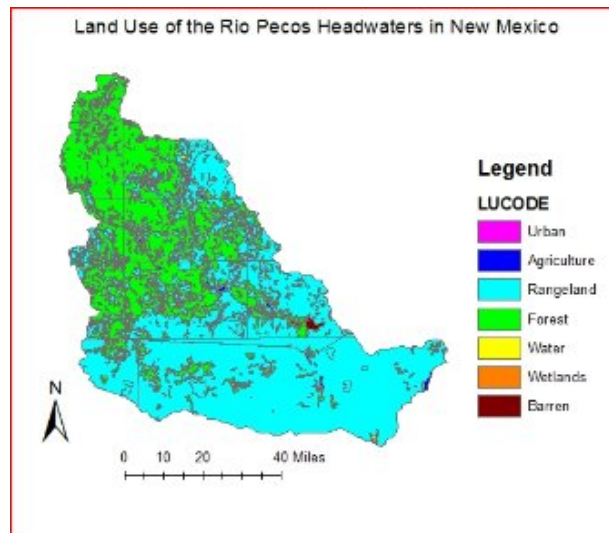 Land Use of the Rio Pecos Headwaters in New Mexico
Legend
LUCODE
Urban
Agriculture
Rangeland
Forest
Water
Wetlands
Barren
N
0 10 20 40 Miles